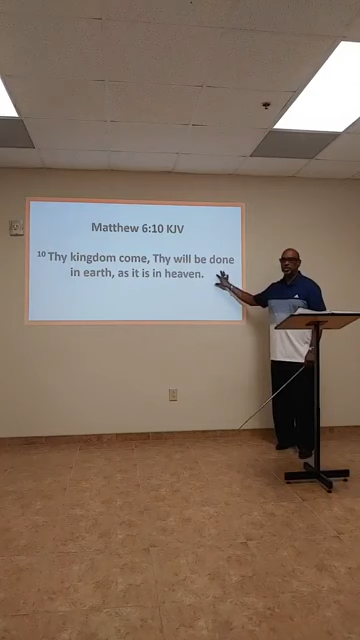 Matthew 6:10 KJV
10 Thy kingdom come, Thy will be done
in earth, as it is in heaven.